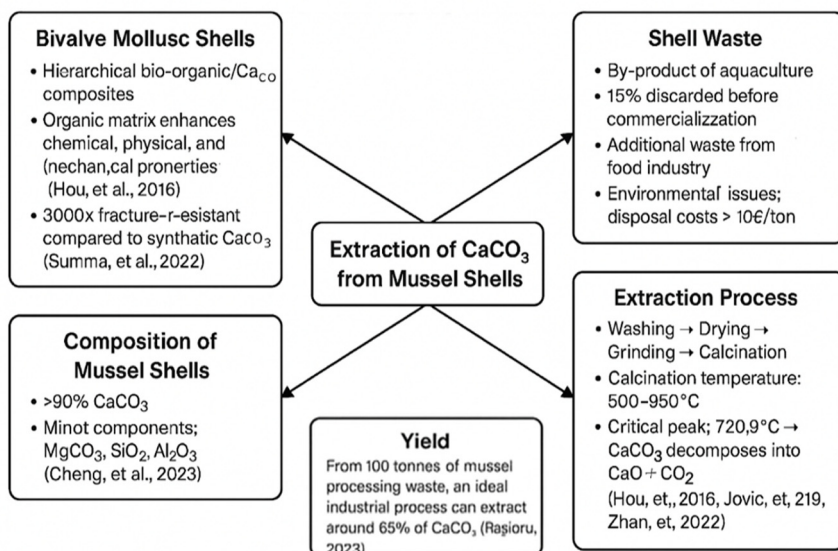 Bivalve Mollusc Shells
• Hierarchical bio-organic/Caco
composites
• Organic matrix enhances
chemical, physical, and
(nechan,cal pronerties
(Hou, et al., 2016)
• 3000x fracture-r-esistant
compared to synthatic Caco₃
(Summa, et al., 2022)
Shell Waste
• By-product of aquaculture
• 15% discarded before
commercializzation
• Additional waste from
food industry
• Environmental issues;
disposal costs > 10€/ton
Extraction of CaCO₃
from Mussel Shells
Composition of
Mussel Shells
• >90% CaCO₃
• Minot components;
MgCO₃, SiO₂, Al₂O₃
(Cheng, et al., 2023)
Yield
From 100 tonnes of mussel
processing waste, an ideal
industrial process can extract
around 65% of CaCO₃ (Rașioru,
2023)
Extraction Process
• Washing → Drying →
Grinding → Calcination
• Calcination temperature:
500–950°C
• Critical peak; 720,9°C →
CaCO₃ decomposes into
CaO + CO₂
(Hou, et,, 2016, Jovic, et, 219,
Zhan, et, 2022)